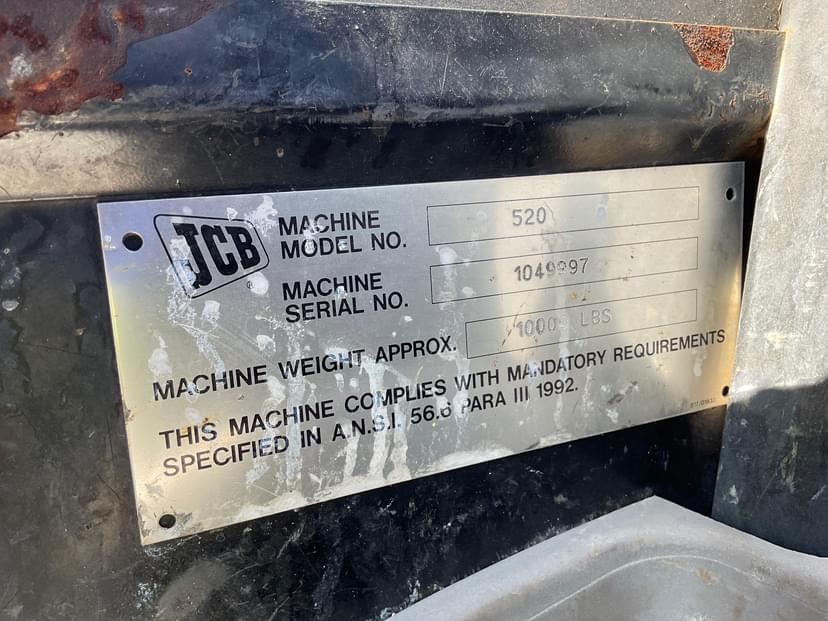 JCB
MACHINE
MODEL NO.
520
MACHINE
SERIAL NO.
MACHINE WEIGHT APPROX.
LBS
THIS MACHINE COMPLIES WITH MANDATORY REQUIREMENTS
SPECIFIED IN A.N.S.I. 56.6 PARA III 1992.